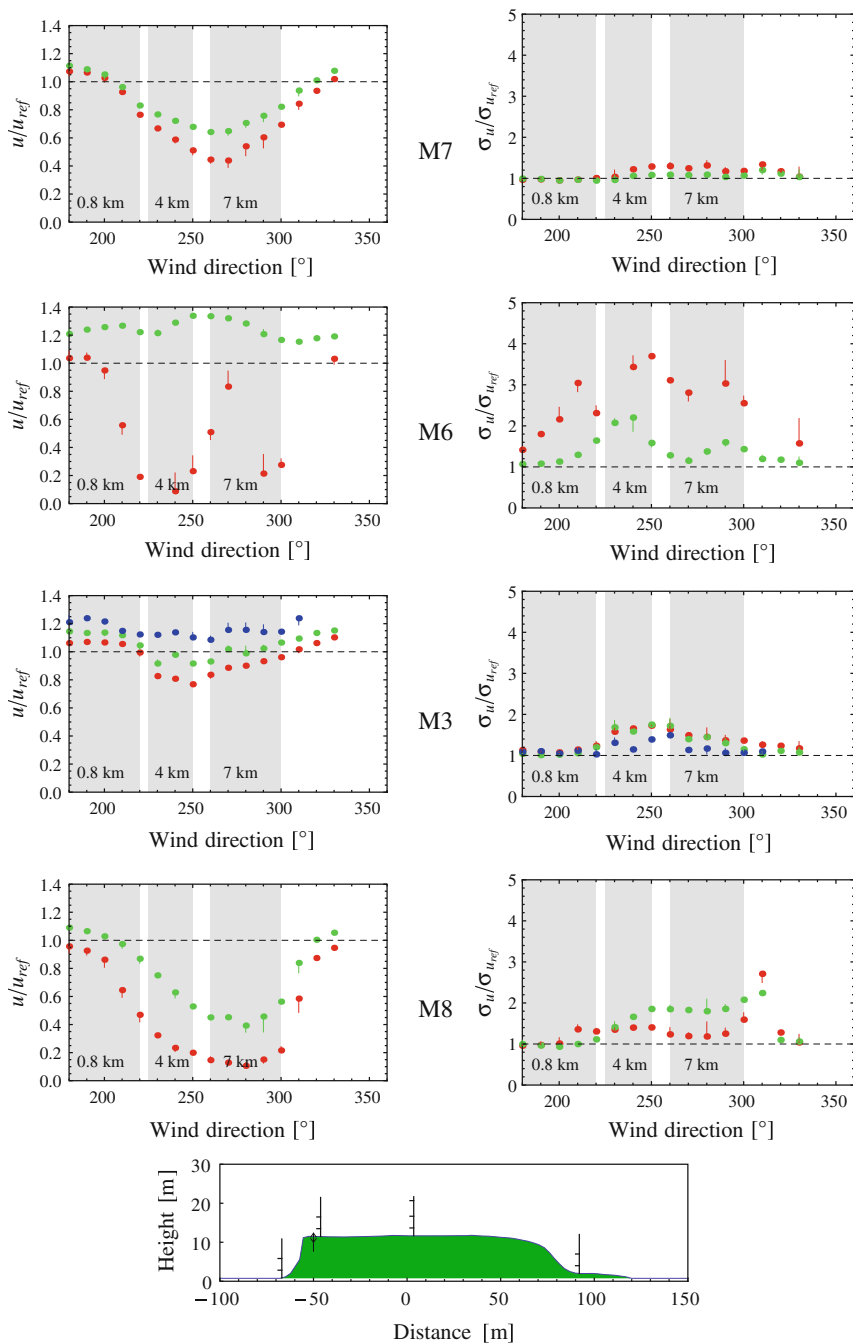 1.4
1.2
1.0
0.8
0.6
0.4
0.2
0.0
u/u_ref
0.8 km 4 km 7 km
200 250 300 350
Wind direction [°]
M7
5
4
3
2
1
0
σ_u/σ_u_ref
0.8 km 4 km 7 km
200 250 300 350
Wind direction [°]
1.4
1.2
1.0
0.8
0.6
0.4
0.2
0.0
u/u_ref
0.8 km 4 km 7 km
200 250 300 350
Wind direction [°]
M6
5
4
3
2
1
0
σ_u/σ_u_ref
0.8 km 4 km 7 km
200 250 300 350
Wind direction [°]
1.4
1.2
1.0
0.8
0.6
0.4
0.2
0.0
u/u_ref
0.8 km 4 km 7 km
200 250 300 350
Wind direction [°]
M3
5
4
3
2
1
0
σ_u/σ_u_ref
0.8 km 4 km 7 km
200 250 300 350
Wind direction [°]
1.4
1.2
1.0
0.8
0.6
0.4
0.2
0.0
u/u_ref
0.8 km 4 km 7 km
200 250 300 350
Wind direction [°]
M8
5
4
3
2
1
0
σ_u/σ_u_ref
0.8 km 4 km 7 km
200 250 300 350
Wind direction [°]
30
20
10
0
Height [m]
−100 −50 0 50 100 150
Distance [m]